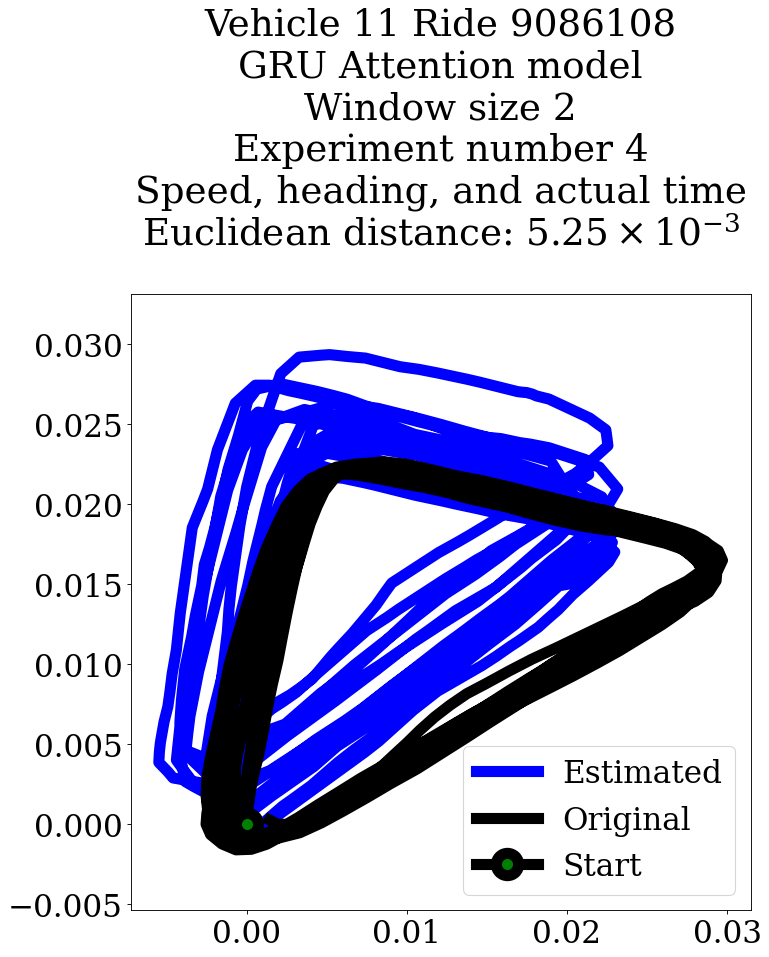 Vehicle 11 Ride 9086108
GRU Attention model
Window size 2
Experiment number 4
Speed, heading, and actual time
Euclidean distance: 5.25 × 10⁻³
0.030
0.025
0.020
0.015
0.010
0.005
0.000
−0.005
Estimated
Original
Start
0.00 0.01 0.02 0.03